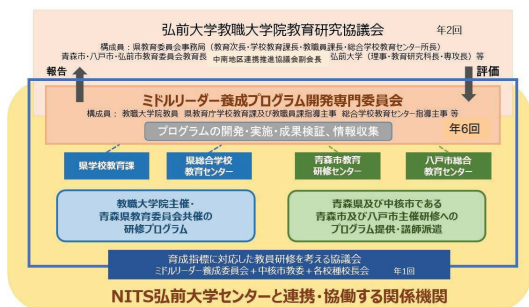 弘前大学教職大学院教育研究協議会 年2回
構成員：県教育委員会事務局（教育次長・学校教育課長・教職員課長・総合学校教育センター所長）
青森市・八戸市・弘前市教育委員会教育長 中南地区連携推進協議会副会長 弘前大学（理事・教育研究科長・専攻長）等
報告
評価
ミドルリーダー養成プログラム開発専門委員会
構成員： 教職大学院教員 県教育庁学校教育課及び教職員課指導主事 総合学校教育センター指導主事 等
プログラムの開発・実施・成果検証、情報収集
年6回
県学校教育課
県総合学校
教育センター
青森市教育
研修センター
八戸市総合
教育センター
教職大学院主催・
青森県教育委員会共催の
研修プログラム
青森県及び中核市である
青森市及び八戸市主催研修への
プログラム提供・講師派遣
育成指標に対応した教員研修を考える協議会
ミドルリーダー養成委員会＋中核市教委＋各校種校長会 年1回
NITS弘前大学センターと連携・協働する関係機関